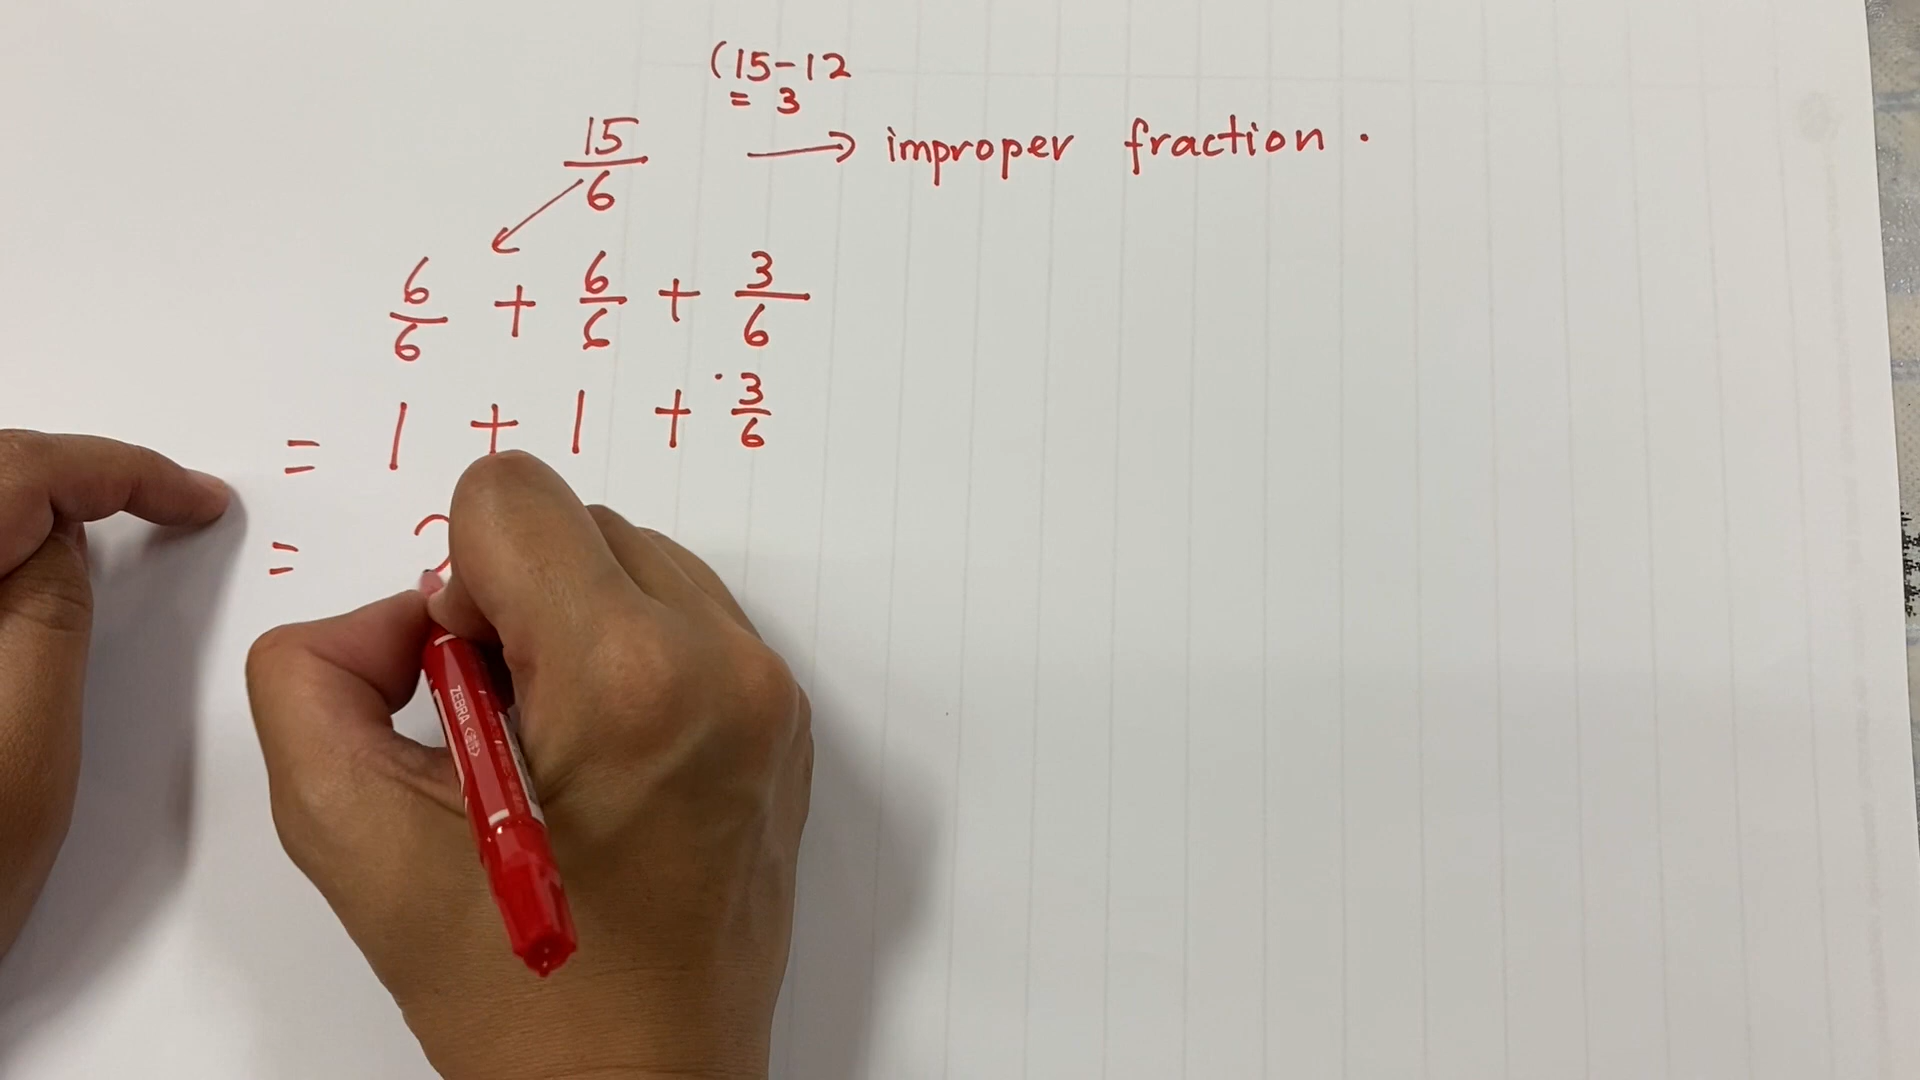 (15-12
= 3
15/6 → improper fraction.
6/6 + 6/6 + 3/6
= 1 + 1 + 3/6
= 2
ZEBRA